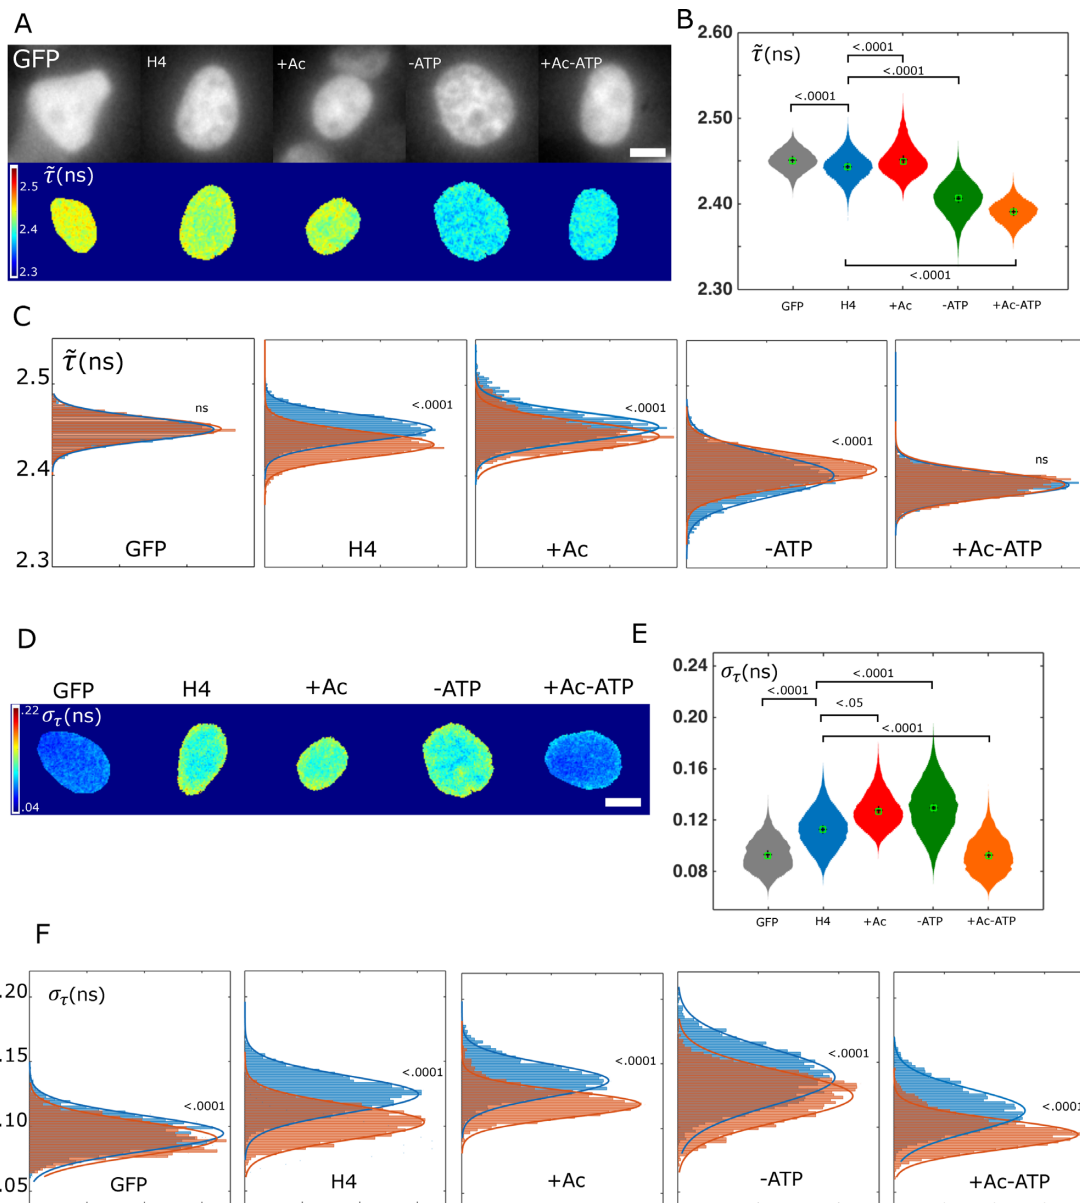 A
GFP
H4
+Ac
-ATP
+Ac-ATP
τ̃(ns)
2.5
2.4
2.3
B
τ̃(ns)
2.60
2.50
2.40
2.30
<.0001
<.0001
<.0001
<.0001
GFP
H4
+Ac
-ATP
+Ac-ATP
C
τ̃(ns)
2.5
2.4
2.3
ns
<.0001
<.0001
<.0001
ns
GFP
H4
+Ac
-ATP
+Ac-ATP
D
GFP
H4
+Ac
-ATP
+Ac-ATP
.22
στ(ns)
.04
E
στ(ns)
0.24
0.20
0.16
0.12
0.08
<.0001
<.0001
<.05
<.0001
GFP
H4
+Ac
-ATP
+Ac-ATP
F
στ(ns)
.20
.15
.10
.05
<.0001
<.0001
<.0001
<.0001
<.0001
GFP
H4
+Ac
-ATP
+Ac-ATP